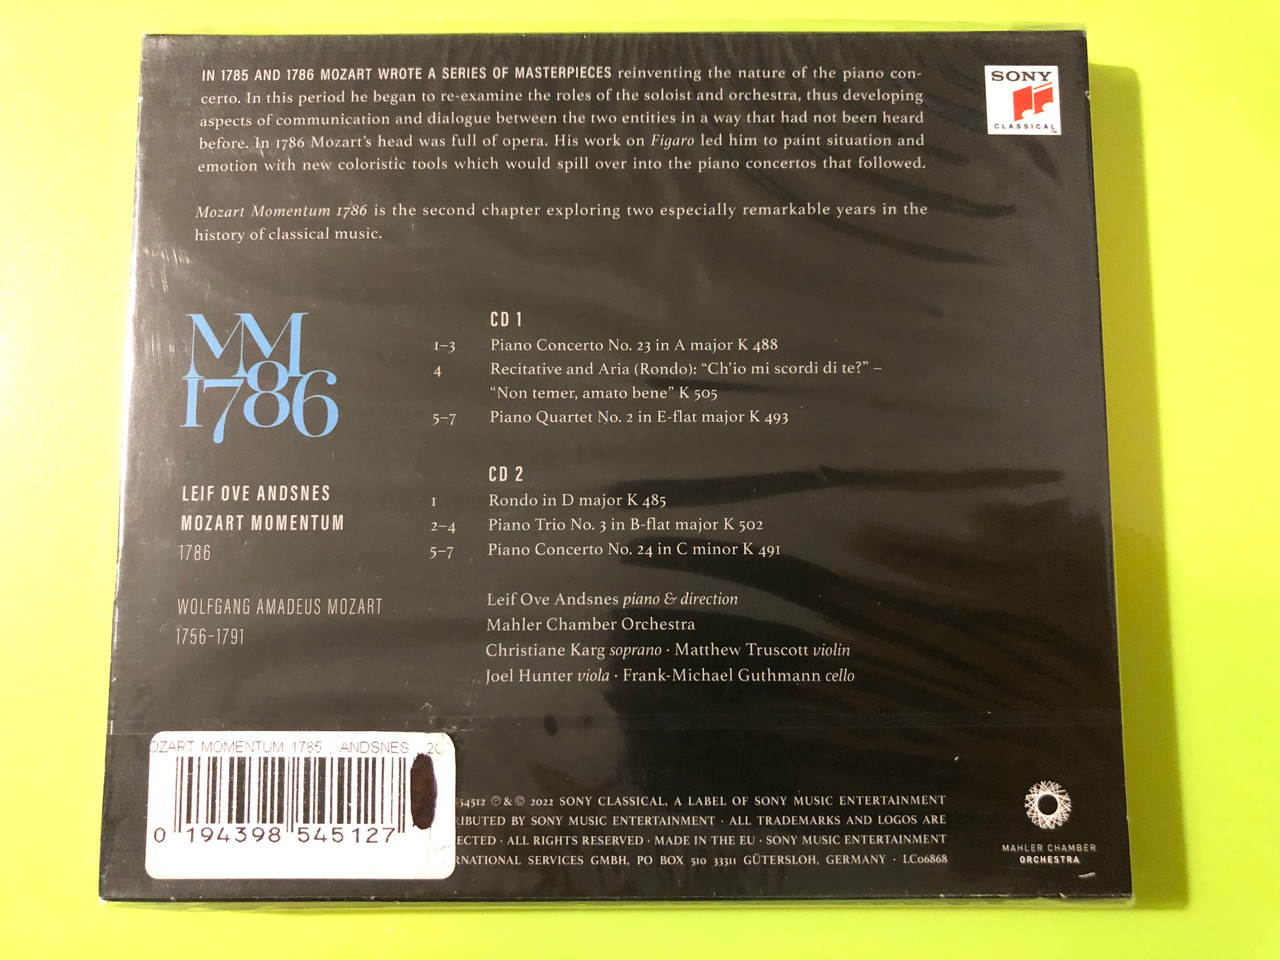 IN 1785 AND 1786 MOZART WROTE A SERIES OF MASTERPIECES reinventing the nature of the piano con-
certo. In this period he began to re-examine the roles of the soloist and orchestra, thus developing
aspects of communication and dialogue between the two entities in a way that had not been heard
before. In 1786 Mozart's head was full of opera. His work on Figaro led him to paint situation and
emotion with new coloristic tools which would spill over into the piano concertos that followed.
Mozart Momentum 1786 is the second chapter exploring two especially remarkable years in the
history of classical music.
SONY
CLASSICAL
TM
MM
1786
LEIF OVE ANDSNES
MOZART MOMENTUM
1786
WOLFGANG AMADEUS MOZART
1756–1791
CD 1
1–3 Piano Concerto No. 23 in A major K 488
4 Recitative and Aria (Rondo): “Ch'io mi scordi di te?” –
“Non temer, amato bene” K 505
5–7 Piano Quartet No. 2 in E-flat major K 493
CD 2
1 Rondo in D major K 485
2–4 Piano Trio No. 3 in B-flat major K 502
5–7 Piano Concerto No. 24 in C minor K 491
Leif Ove Andsnes piano & direction
Mahler Chamber Orchestra
Christiane Karg soprano · Matthew Truscott violin
Joel Hunter viola · Frank-Michael Guthmann cello
OZART MOMENTUM 1785 , ANDSNES
0 194398 545127
54512 ℗ & © 2022 SONY CLASSICAL, A LABEL OF SONY MUSIC ENTERTAINMENT
RIBUTED BY SONY MUSIC ENTERTAINMENT · ALL TRADEMARKS AND LOGOS ARE
ECTED · ALL RIGHTS RESERVED · MADE IN THE EU · SONY MUSIC ENTERTAINMENT
RNATIONAL SERVICES GMBH, PO BOX 510 33311 GÜTERSLOH, GERMANY · LC06868
MAHLER CHAMBER
ORCHESTRA